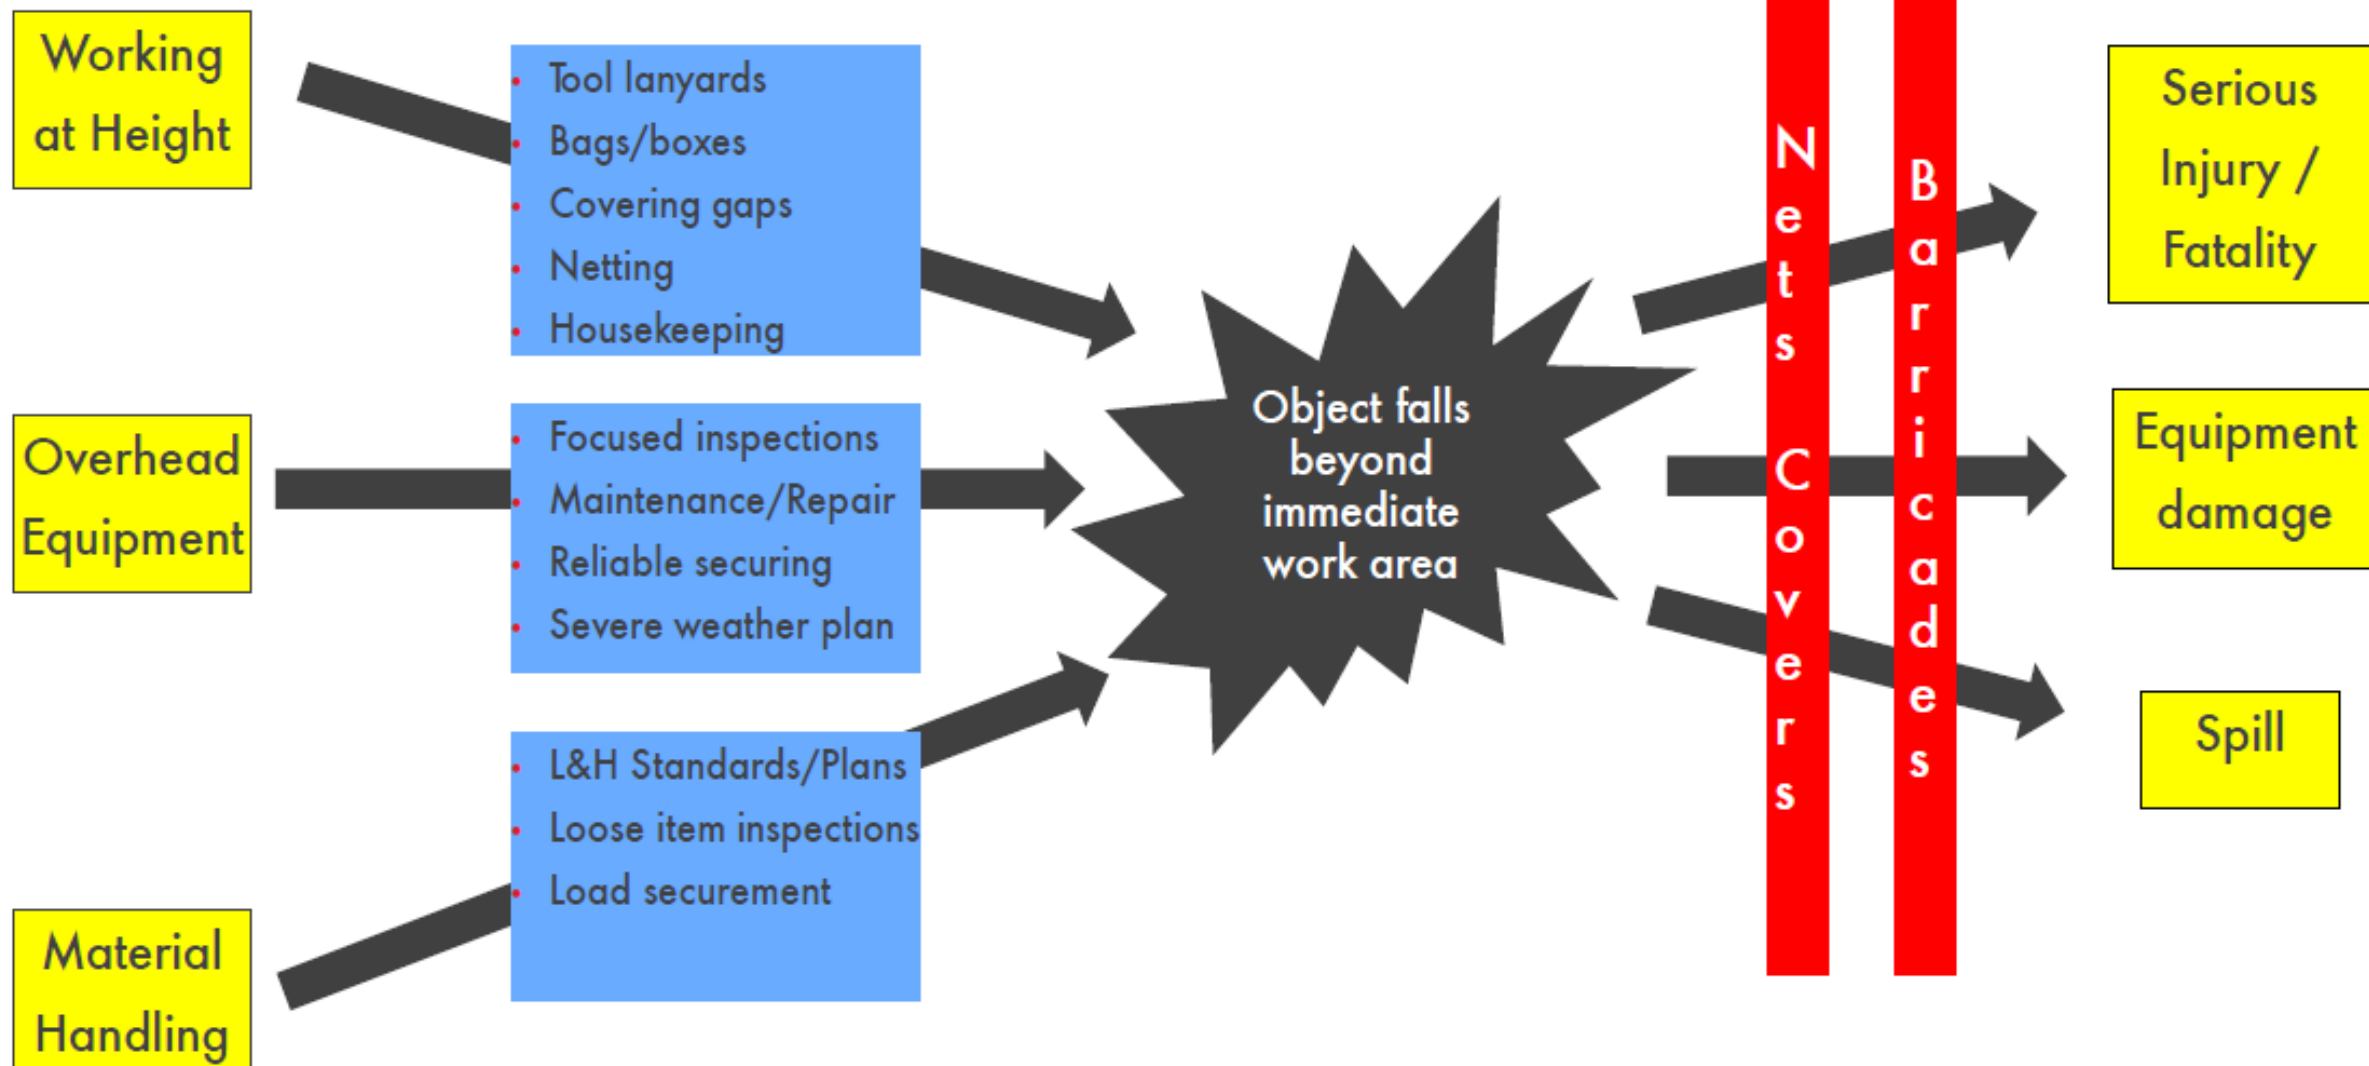 Working
at Height
Tool lanyards
Bags/boxes
Covering gaps
Netting
Housekeeping
Overhead
Equipment
Focused inspections
Maintenance/Repair
Reliable securing
Severe weather plan
Material
Handling
L&H Standards/Plans
Loose item inspections
Load securement
Object falls
beyond
immediate
work area
Nets Covers
Barricades
Serious
Injury /
Fatality
Equipment
damage
Spill